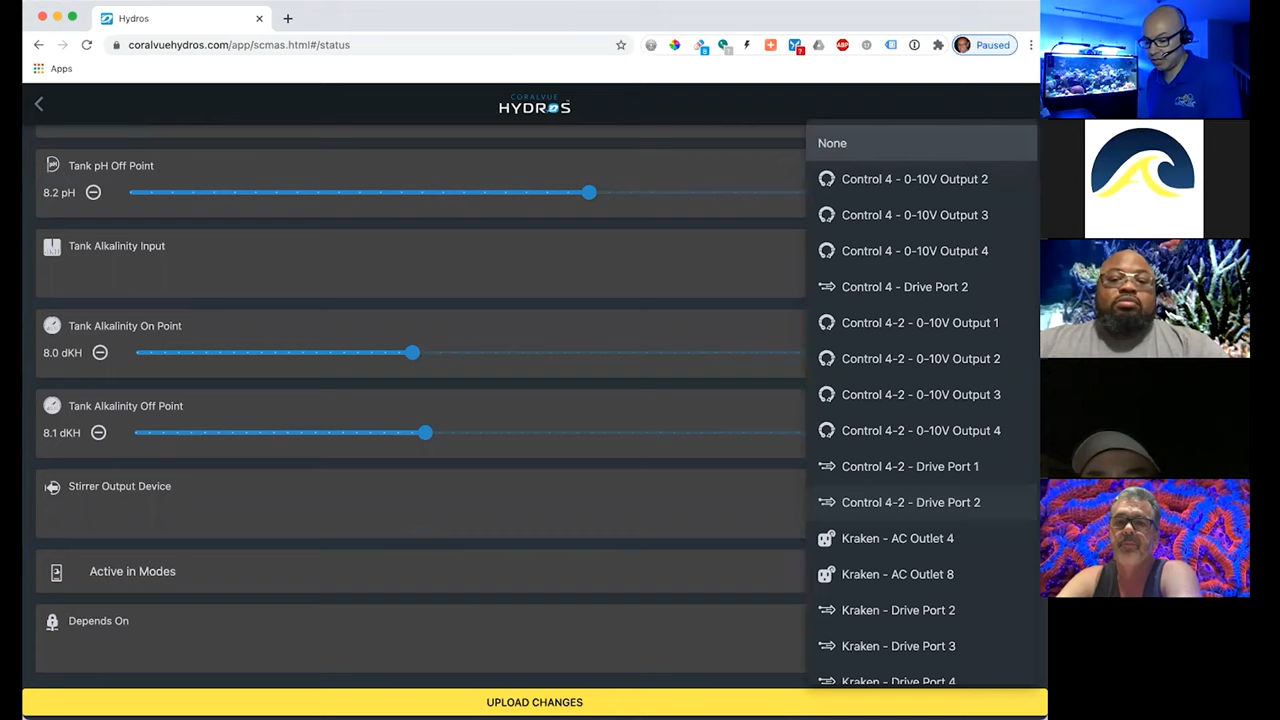 Hydros
coralvuehydros.com/app/scmas.html#/status
Paused
Apps
CORALVUE
HYDROS
Tank pH Off Point
8.2 pH
Tank Alkalinity Input
Tank Alkalinity On Point
8.0 dKH
Tank Alkalinity Off Point
8.1 dKH
Stirrer Output Device
Active in Modes
Depends On
None
Control 4 - 0-10V Output 2
Control 4 - 0-10V Output 3
Control 4 - 0-10V Output 4
Control 4 - Drive Port 2
Control 4-2 - 0-10V Output 1
Control 4-2 - 0-10V Output 2
Control 4-2 - 0-10V Output 3
Control 4-2 - 0-10V Output 4
Control 4-2 - Drive Port 1
Control 4-2 - Drive Port 2
Kraken - AC Outlet 4
Kraken - AC Outlet 8
Kraken - Drive Port 2
Kraken - Drive Port 3
Kraken - Drive Port 4
UPLOAD CHANGES